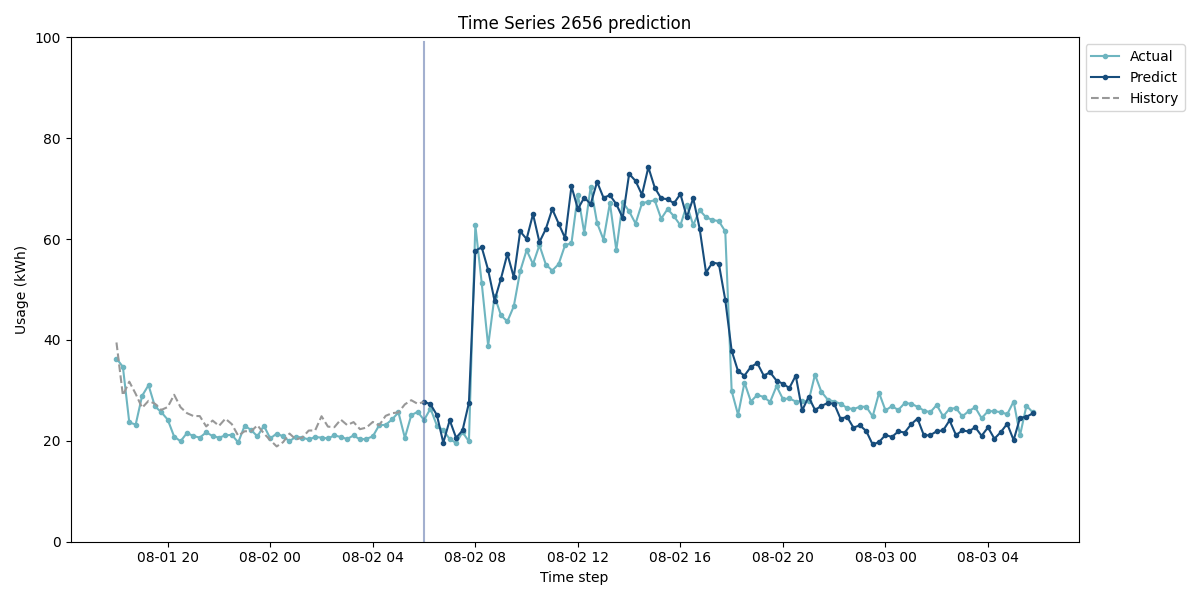 Time Series 2656 prediction
100
80
60
40
20
0
Usage (kWh)
08-01 20
08-02 00
08-02 04
08-02 08
08-02 12
08-02 16
08-02 20
08-03 00
08-03 04
Time step
Actual
Predict
History